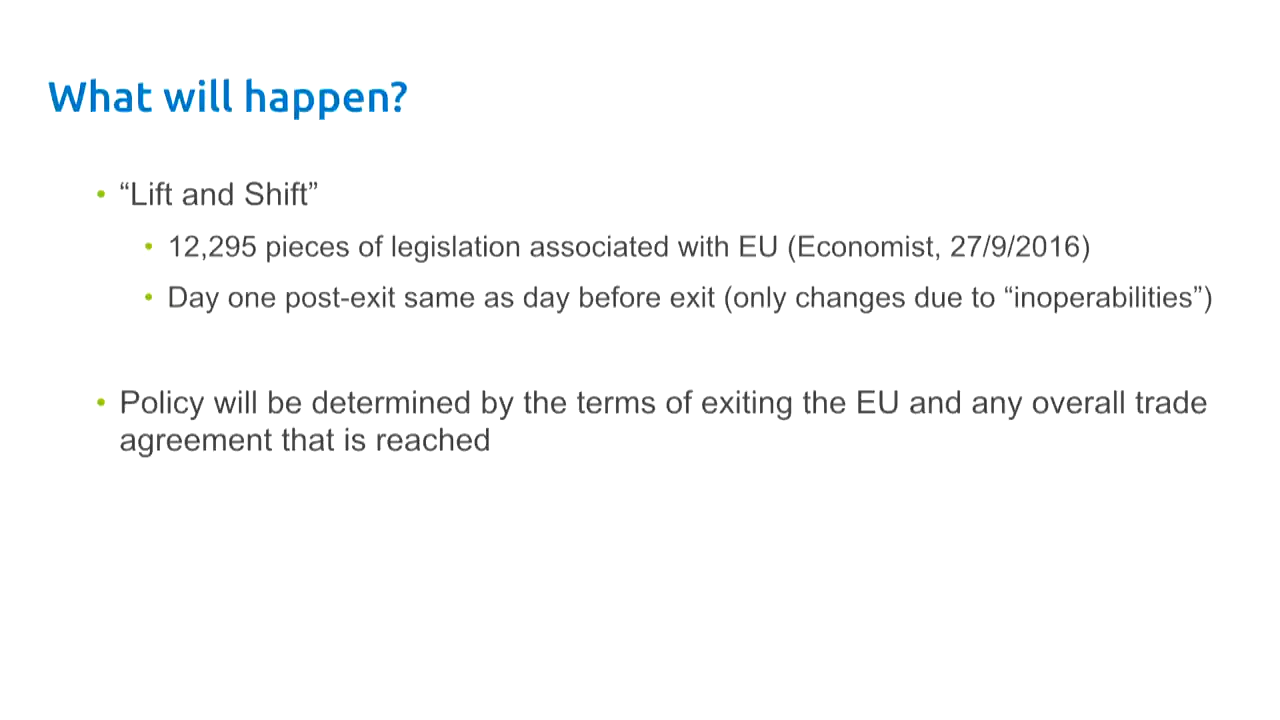 What will happen?
• “Lift and Shift”
• 12,295 pieces of legislation associated with EU (Economist, 27/9/2016)
• Day one post-exit same as day before exit (only changes due to “inoperabilities”)
• Policy will be determined by the terms of exiting the EU and any overall trade
agreement that is reached